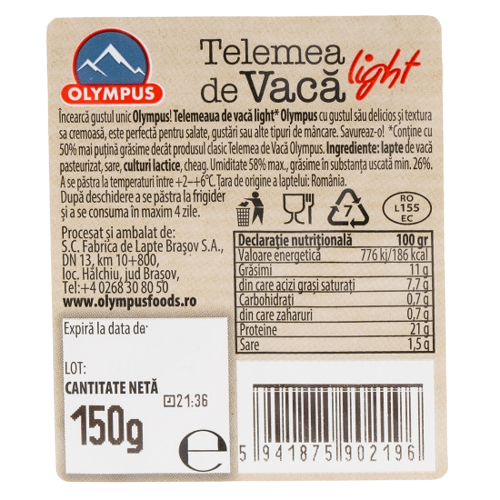 OLYMPUS
Telemea
de Vacă light
Încearcă gustul unic Olympus! Telemeaua de vacă light* Olympus cu gustul său delicios și textura
sa cremoasă, este perfectă pentru salate, gustări sau alte tipuri de mâncare. Savureaz-o! *Conține cu
50% mai puțină grăsime decât produsul clasic Telemea de Vacă Olympus. Ingrediente: lapte de vacă
pasteurizat, sare, culturi lactice, cheag. Umiditate 58% max., grăsime în substanța uscată min. 26%.
A se păstra la temperaturi între +2–+6°C. Țara de origine a laptelui: România.
După deschidere a se păstra la frigider
și a se consuma în maxim 4 zile.
Procesat și ambalat de:
S.C. Fabrica de Lapte Brașov S.A.,
DN 13, km 10+800,
loc. Hălchiu, jud Brașov,
Tel:+4 0268 30 80 50
www.olympusfoods.ro
7
RO
L155
EC
Declarație nutrițională 100 gr
Valoare energetică 776 kj/186 kcal
Grăsimi 11 g
din care acizi grași saturați 7,7 g
Carbohidrați 0,7 g
din care zaharuri 0,7 g
Proteine 21 g
Sare 1,5 g
Expiră la data de:
LOT:
CANTITATE NETĂ
21:36
150g
e
5 941875 902196